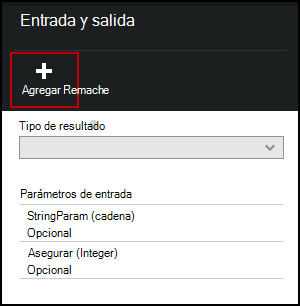 Entrada y salida
Agregar Remache
Tipo de resultado
Parámetros de entrada
StringParam (cadena)
Opcional
Asegurar (Integer)
Opcional